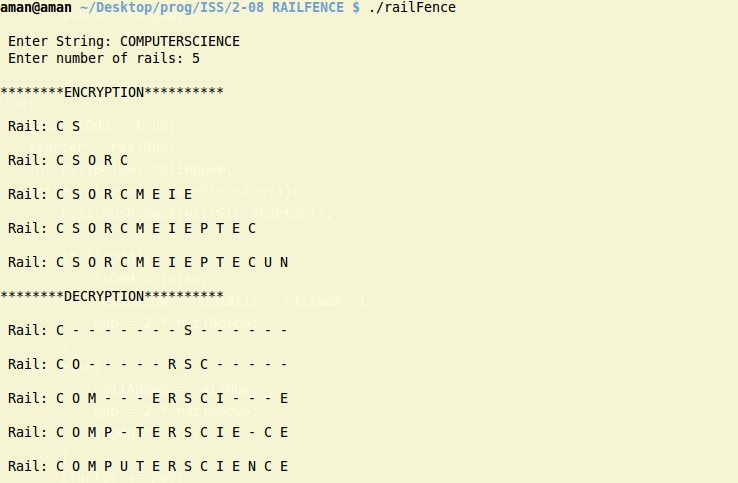 aman@aman ~/Desktop/prog/ISS/2-08 RAILFENCE $ ./railFence
Enter String: COMPUTERSCIENCE
Enter number of rails: 5
********ENCRYPTION**********
Rail: C S
Rail: C S O R C
Rail: C S O R C M E I E
Rail: C S O R C M E I E P T E C
Rail: C S O R C M E I E P T E C U N
********DECRYPTION**********
Rail: C - - - - - - - S - - - - - -
Rail: C O - - - - - R S C - - - - -
Rail: C O M - - - E R S C I - - - E
Rail: C O M P - T E R S C I E - C E
Rail: C O M P U T E R S C I E N C E